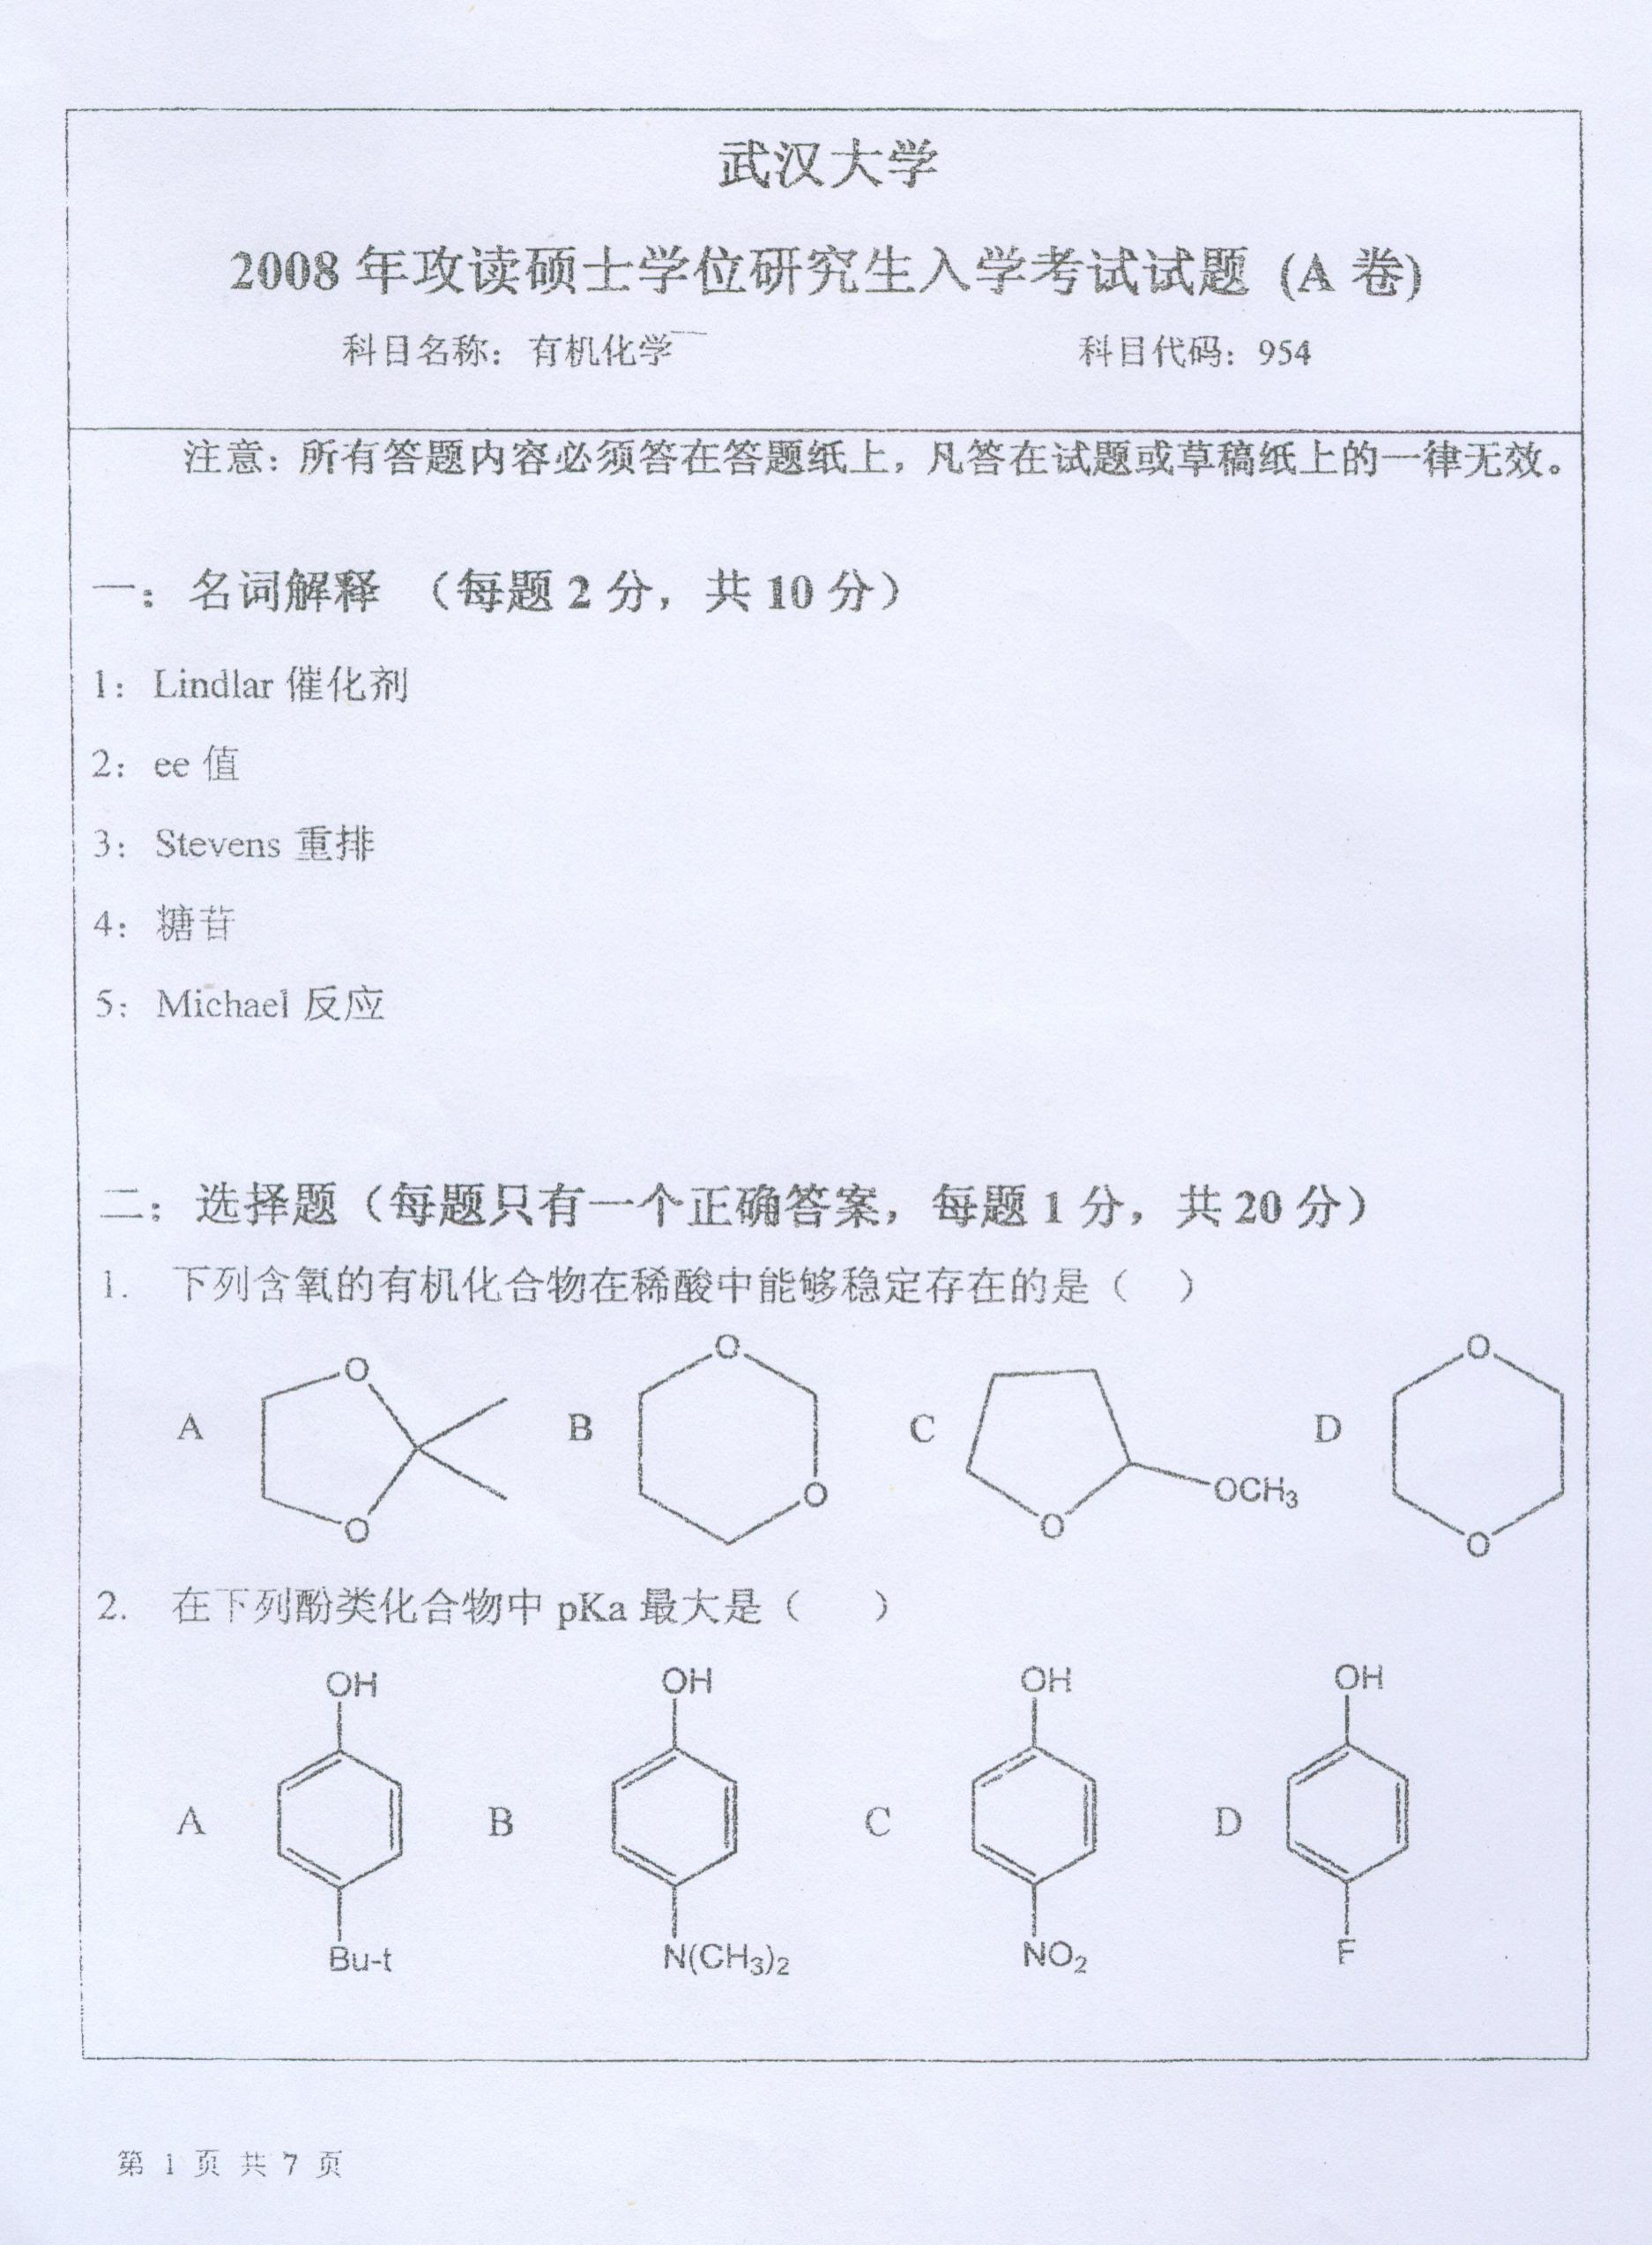 武汉大学
2008 年攻读硕士学位研究生入学考试试题 (A 卷)
科目名称：有机化学 科目代码：954
注意：所有答题内容必须答在答题纸上，凡答在试题或草稿纸上的一律无效。
一：名词解释 （每题 2 分，共 10 分）
1：Lindlar 催化剂
2：ee 值
3：Stevens 重排
4：糖苷
5：Michael 反应
二：选择题（每题只有一个正确答案，每题 1 分，共 20 分）
1. 下列含氧的有机化合物在稀酸中能够稳定存在的是（ ）
O O O
A B C D
O O O OCH3 O
2. 在下列酚类化合物中 pKa 最大是（ ）
OH OH OH OH
A B C D
Bu-t N(CH3)2 NO2 F
第 1 页 共 7 页